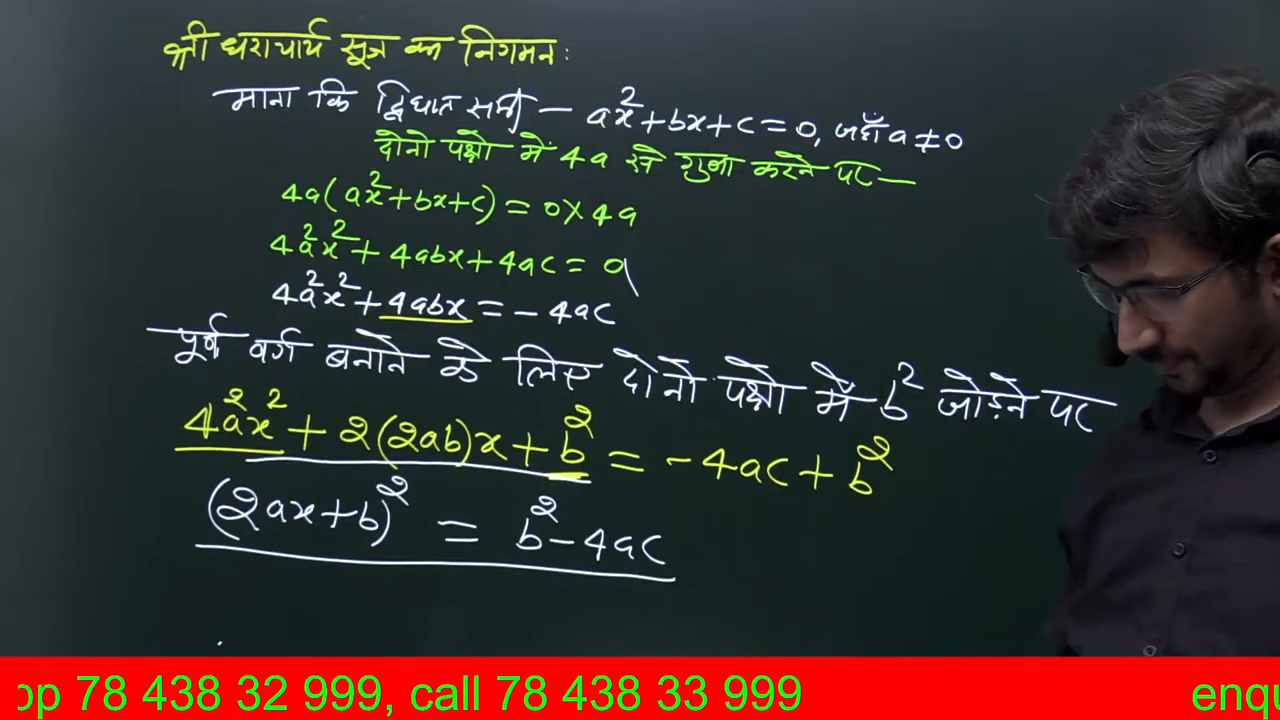 श्री धराचार्य सूत्र का निगमन:
माना कि द्विघात समी - ax²+bx+c=0, जहाँ a≠0
दोनो पक्षो में 4a से गुणा करने पर—
4a(ax²+bx+c) = 0×4a
4a²x²+4abx+4ac=0
4a²x²+4abx=-4ac
पूर्ण वर्ग बनाने के लिए दोनो पक्षो में b² जोड़ने पर
4a²x²+2(2ab)x+b²=-4ac+b²
(2ax+b)² = b²-4ac
op 78 438 32 999, call 78 438 33 999 enqu